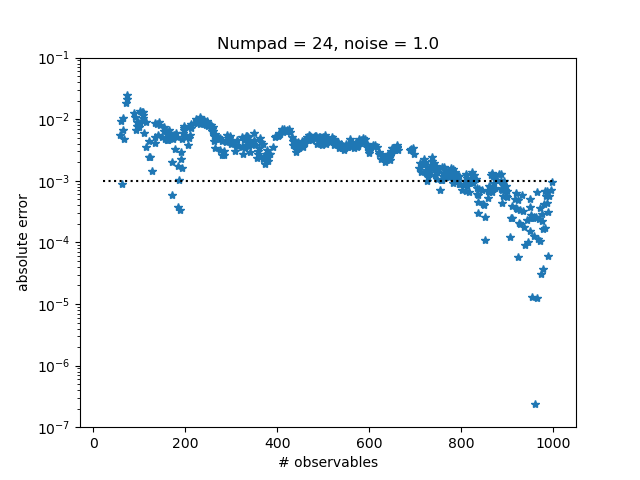 Numpad = 24, noise = 1.0
10⁻¹
10⁻²
10⁻³
10⁻⁴
10⁻⁵
10⁻⁶
10⁻⁷
absolute error
0 200 400 600 800 1000
# observables